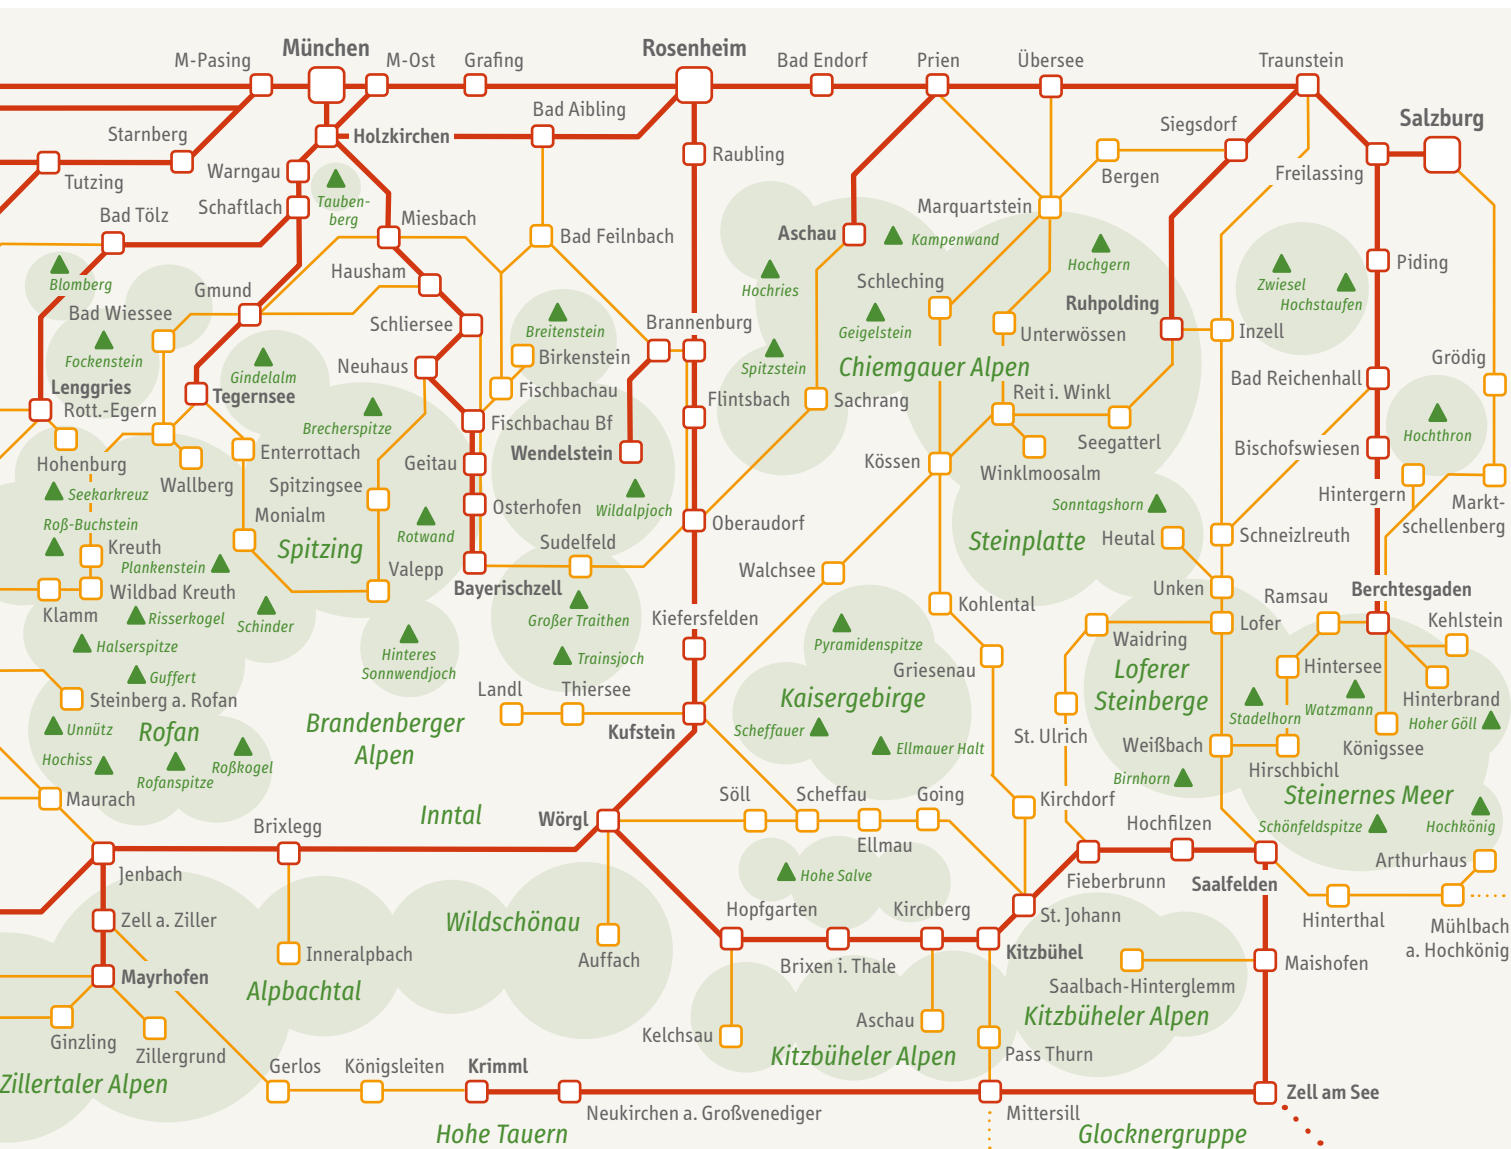 München
Rosenheim
M-Pasing
M-Ost
Grafing
Bad Endorf
Prien
Übersee
Traunstein
Salzburg
Bad Aibling
Starnberg
Holzkirchen
Siegsdorf
Raubling
Tutzing
Warngau
Bergen
Freilassing
Tauben-
berg
Schaftlach
Bad Tölz
Miesbach
Marquartstein
Bad Feilnbach
Aschau
Kampenwand
Hochgern
Piding
Hausham
Blomberg
Gmund
Hochries
Schleching
Zwiesel
Hochstaufen
Bad Wiessee
Ruhpolding
Schliersee
Breitenstein
Brannenburg
Geigelstein
Unterwössen
Inzell
Fockenstein
Birkenstein
Grödig
Neuhaus
Gindelalm
Spitzstein
Chiemgauer Alpen
Bad Reichenhall
Lenggries
Tegernsee
Fischbachau
Reit i. Winkl
Rott.-Egern
Flintsbach
Sachrang
Brecherspitze
Fischbachau Bf
Seegatterl
Hochthron
Enterrottach
Wendelstein
Bischofswiesen
Hohenburg
Geitau
Kössen
Winklmoosalm
Wallberg
Spitzingsee
Seekarkreuz
Hintergern
Markt-
schellenberg
Osterhofen
Wildalpjoch
Sonntagshorn
Roß-Buchstein
Monialm
Oberaudorf
Rotwand
Kreuth
Spitzing
Sudelfeld
Steinplatte
Heutal
Schneizlreuth
Plankenstein
Valepp
Walchsee
Wildbad Kreuth
Bayerischzell
Unken
Ramsau
Berchtesgaden
Klamm
Risserkogel
Schinder
Großer Traithen
Kiefersfelden
Kohlental
Kehlstein
Lofer
Halserspitze
Hinteres
Sonnwendjoch
Trainsjoch
Pyramidenspitze
Waidring
Griesenau
Loferer
Steinberge
Hintersee
Guffert
Steinberg a. Rofan
Landl
Thiersee
Kaisergebirge
Hinterbrand
Watzmann
Stadelhorn
Hoher Göll
Unnütz
Rofan
Brandenberger
Alpen
Kufstein
Scheffauer
Ellmauer Halt
St. Ulrich
Weißbach
Königssee
Hochiss
Roßkogel
Rofanspitze
Birnhorn
Hirschbichl
Maurach
Söll
Scheffau
Going
Kirchdorf
Steinernes Meer
Inntal
Wörgl
Brixlegg
Hochfilzen
Schönfeldspitze
Hochkönig
Ellmau
Jenbach
Hohe Salve
Fieberbrunn
Saalfelden
Arthurhaus
Zell a. Ziller
Wildschönau
Hopfgarten
Kirchberg
St. Johann
Hinterthal
Mühlbach
a. Hochkönig
Inneralpbach
Auffach
Brixen i. Thale
Kitzbühel
Maishofen
Mayrhofen
Alpbachtal
Saalbach-Hinterglemm
Kitzbüheler Alpen
Ginzling
Zillergrund
Kelchsau
Aschau
Kitzbüheler Alpen
Pass Thurn
Zillertaler Alpen
Gerlos
Königsleiten
Krimml
Neukirchen a. Großvenediger
Mittersill
Zell am See
Hohe Tauern
Glocknergruppe